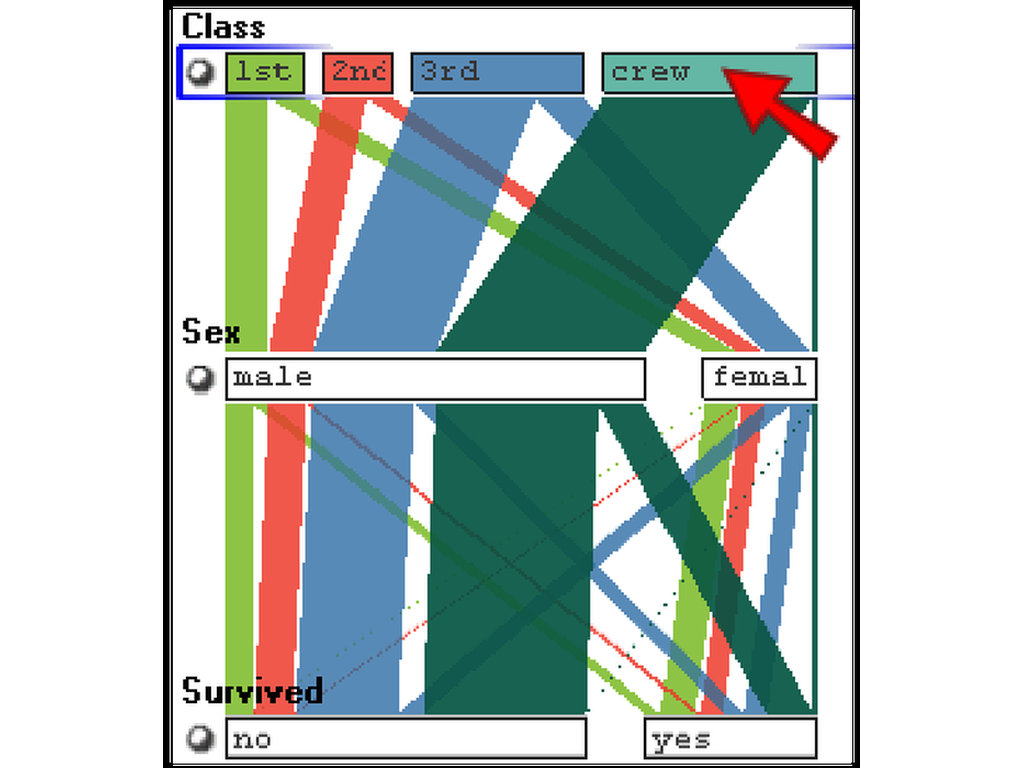 Class
1st 2nd 3rd crew
Sex
male femal
Survived
no yes